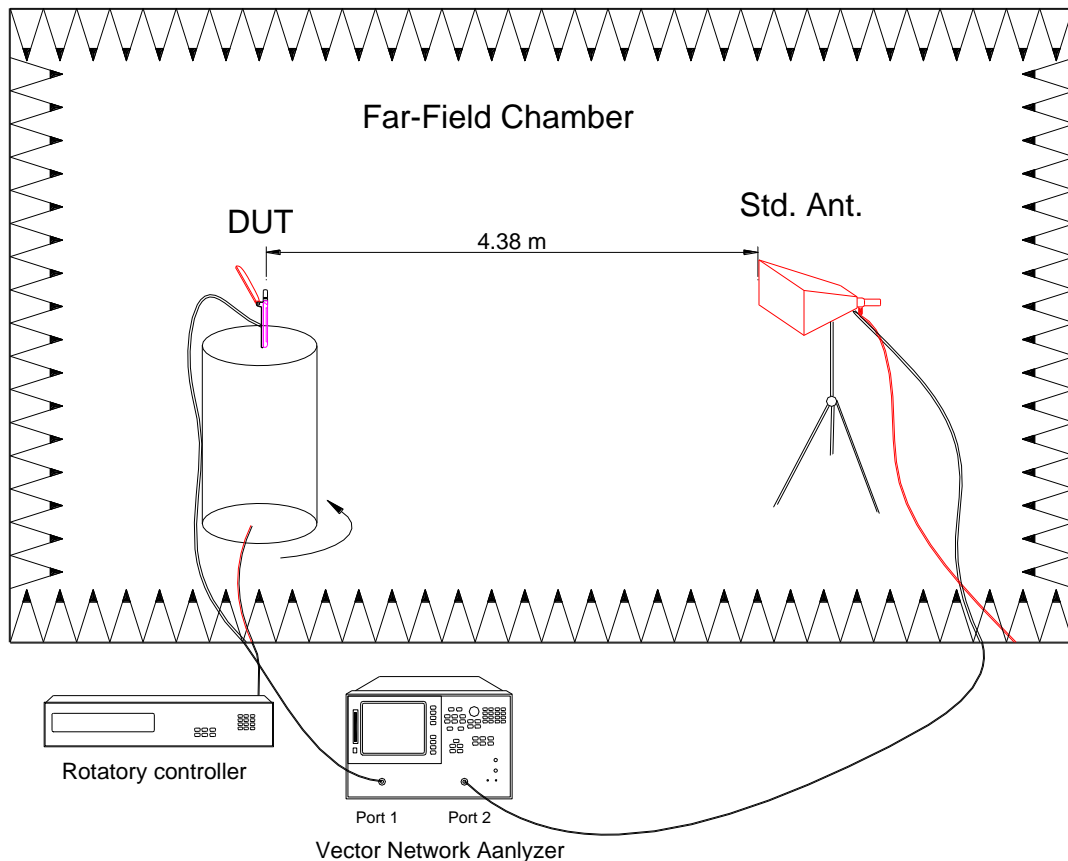 Far-Field Chamber
DUT
Std. Ant.
4.38 m
Rotatory controller
Port 1
Port 2
Vector Network Aanlyzer